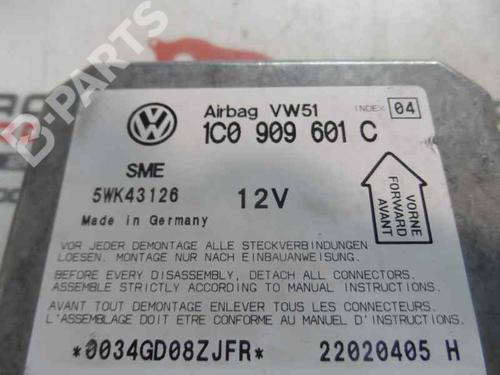 B-PARTS
VW
Airbag VW51 INDEX 04
1C0 909 601 C
SME
5WK43126 12V
Made in Germany
VORNE
FORWARD
AVANT
VOR JEDER DEMONTAGE ALLE STECKVERBINDUNGEN
LOESEN. MONTAGE NUR NACH EINBAUANWEISUNG.
BEFORE EVERY DISASSEMBLY, DETACH ALL CONNECTORS.
ASSEMBLE STRICTLY ACCORDING TO MANUAL INSTRUCTIONS.
AVANT TOUT DEMONTAGE ENLEVER TOUS LES CONNECTEURS.
L'ASSEMBLAGE DOIT ETRE CONFORME AU MANUEL D'INSTRUCTIONS.
*0034GD08ZJFR* 22020405 H